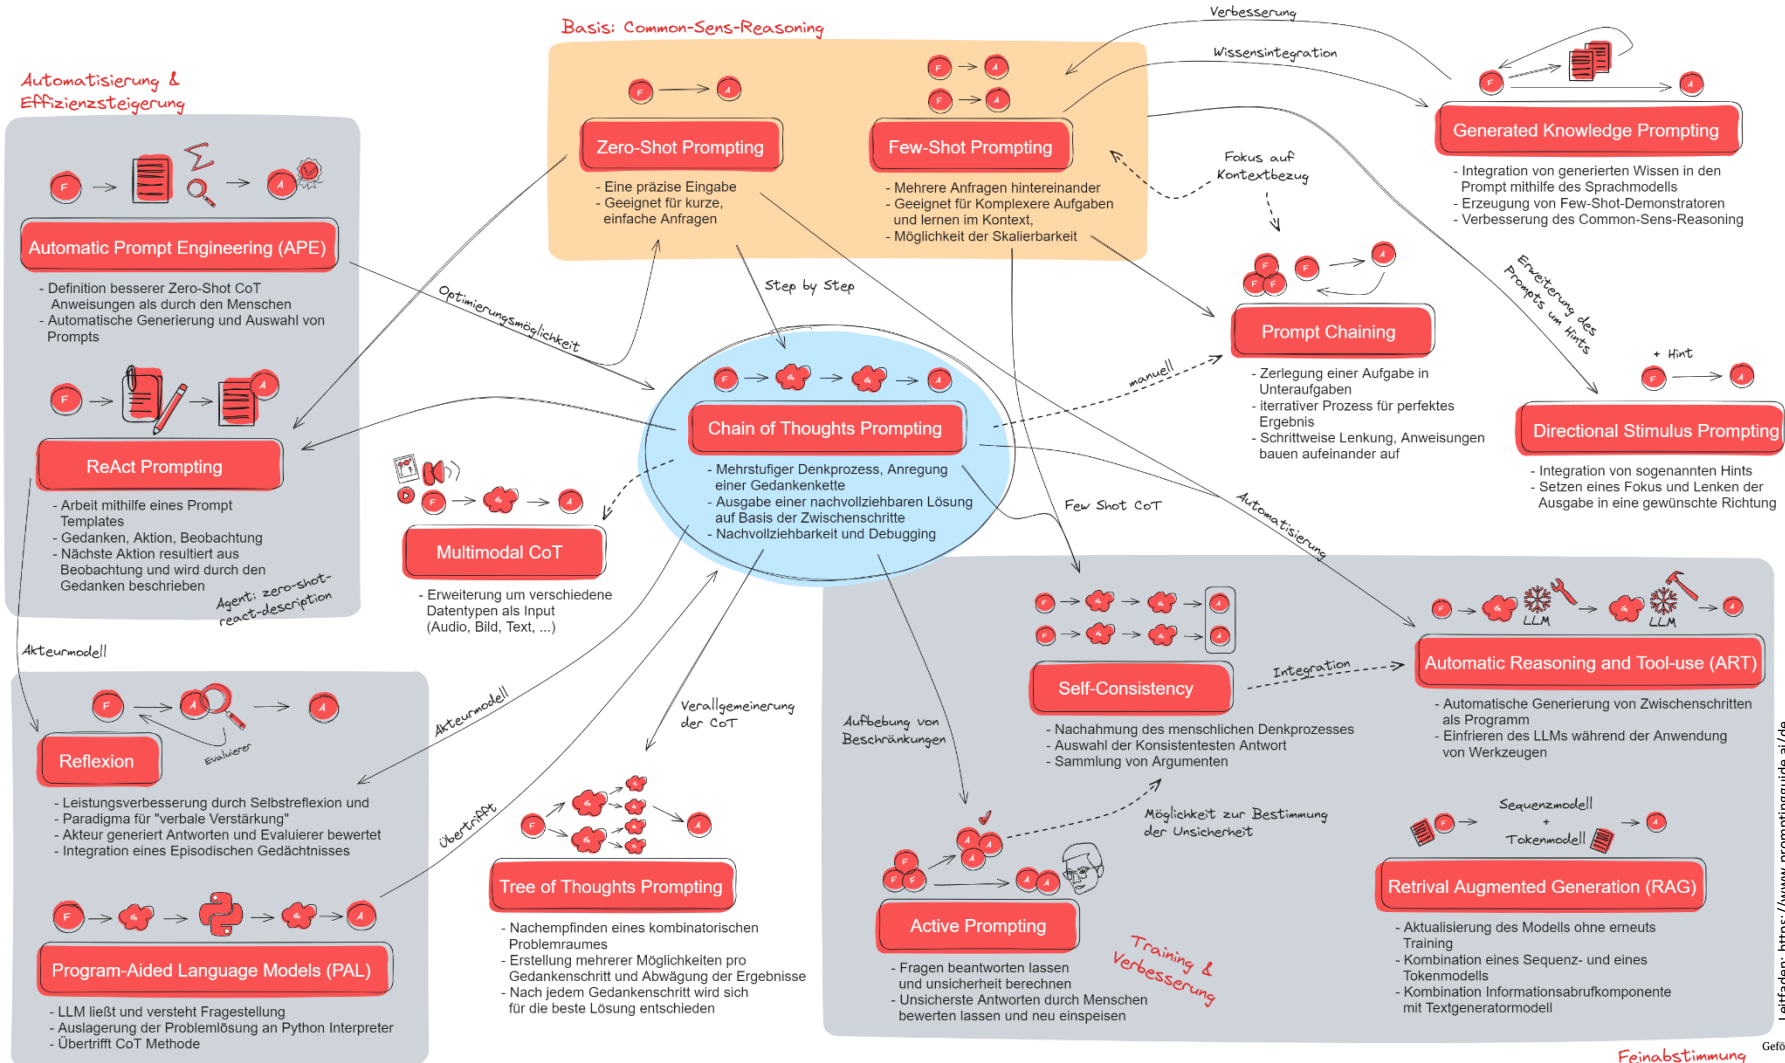 Basis: Common-Sens-Reasoning
F A
Zero-Shot Prompting
- Eine präzise Eingabe
- Geeignet für kurze,
einfache Anfragen
F A
F A
Few-Shot Prompting
- Mehrere Anfragen hintereinander
- Geeignet für Komplexere Aufgaben
und lernen im Kontext,
- Möglichkeit der Skalierbarkeit
Verbesserung
Wissensintegration
F A
Generated Knowledge Prompting
- Integration von generierten Wissen in den
Prompt mithilfe des Sprachmodells
- Erzeugung von Few-Shot-Demonstratoren
- Verbesserung des Common-Sens-Reasoning
Automatisierung &
Effizienzsteigerung
F A
Automatic Prompt Engineering (APE)
- Definition besserer Zero-Shot CoT
Anweisungen als durch den Menschen
- Automatische Generierung und Auswahl von
Prompts
F A
ReAct Prompting
- Arbeit mithilfe eines Prompt
Templates
- Gedanken, Aktion, Beobachtung
- Nächste Aktion resultiert aus
Beobachtung und wird durch den
Gedanken beschrieben
Agent: zero-shot-
react-description
Optimierungsmöglichkeit
Step by Step
Fokus auf
Kontextbezug
F F A
F F
Prompt Chaining
- Zerlegung einer Aufgabe in
Unteraufgaben
- iterrativer Prozess für perfektes
Ergebnis
- Schrittweise Lenkung, Anweisungen
bauen aufeinander auf
manuell
Erweiterung des
Prompts um Hints
+ Hint
F A
Directional Stimulus Prompting
- Integration von sogenannten Hints
- Setzen eines Fokus und Lenken der
Ausgabe in eine gewünschte Richtung
F G G A
Chain of Thoughts Prompting
- Mehrstufiger Denkprozess, Anregung
einer Gedankenkette
- Ausgabe einer nachvollziehbaren Lösung
auf Basis der Zwischenschritte
- Nachvollziehbarkeit und Debugging
F G A
Multimodal CoT
- Erweiterung um verschiedene
Datentypen als Input
(Audio, Bild, Text, ...)
Few Shot CoT
Automatisierung
Akteurmodell
F A A
Evaluierer
Reflexion
- Leistungsverbesserung durch Selbstreflexion und
- Paradigma für "verbale Verstärkung"
- Akteur generiert Antworten und Evaluierer bewertet
- Integration eines Episodischen Gedächtnisses
Akteurmodell
Übertrifft
F G G A
Program-Aided Language Models (PAL)
- LLM ließt und versteht Fragestellung
- Auslagerung der Problemlösung an Python Interpreter
- Übertrifft CoT Methode
Verallgemeinerung
der CoT
F G G G G G G A
Tree of Thoughts Prompting
- Nachempfinden eines kombinatorischen
Problemraumes
- Erstellung mehrerer Möglichkeiten pro
Gedankenschritt und Abwägung der Ergebnisse
- Nach jedem Gedankenschritt wird sich
für die beste Lösung entschieden
Aufbebung von
Beschränkungen
F G G A
F G G A
Self-Consistency
- Nachahmung des menschlichen Denkprozesses
- Auswahl der Konsistentesten Antwort
- Sammlung von Argumenten
Integration
F G G A
LLM LLM
Automatic Reasoning and Tool-use (ART)
- Automatische Generierung von Zwischenschritten
als Programm
- Einfrieren des LLMs während der Anwendung
von Werkzeugen
Möglichkeit zur Bestimmung
der Unsicherheit
F F F A A A A A
Active Prompting
- Fragen beantworten lassen
und unsicherheit berechnen
- Unsicherste Antworten durch Menschen
bewerten lassen und neu einspeisen
Training &
Verbesserung
Sequenzmodell
F + A
Tokenmodell
Retrival Augmented Generation (RAG)
- Aktualisierung des Modells ohne erneuts
Training
- Kombination eines Sequenz- und eines
Tokenmodells
- Kombination Informationsabrufkomponente
mit Textgeneratormodell
Feinabstimmung
Leitfaden: https://www.promptingguide.ai/de
Gefö